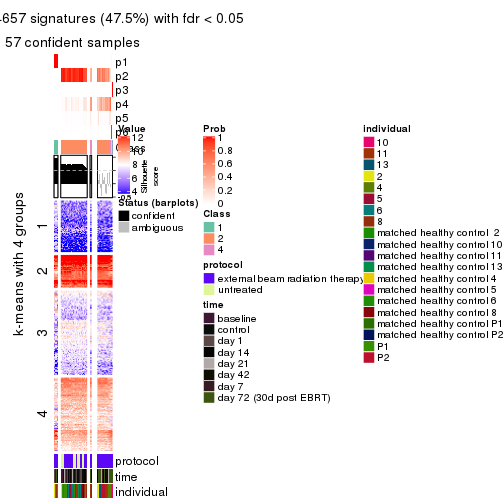 4657 signatures (47.5%) with fdr < 0.05
57 confident samples
p1
p2
p3
p4
p5
p6
Class
k-means with 4 groups
1
2
3
4
protocol
time
individual
Value
12
10
8
6
4
Silhouette
score
Status (barplots)
confident
ambiguous
Prob
1
0.8
0.6
0.4
0.2
0
Class
1
2
4
protocol
external beam radiation therapy
untreated
time
baseline
control
day 1
day 14
day 21
day 42
day 7
day 72 (30d post EBRT)
individual
10
11
13
2
4
5
6
8
matched healthy control 2
matched healthy control 10
matched healthy control 11
matched healthy control 13
matched healthy control 4
matched healthy control 5
matched healthy control 6
matched healthy control 8
matched healthy control P1
matched healthy control P2
P1
P2